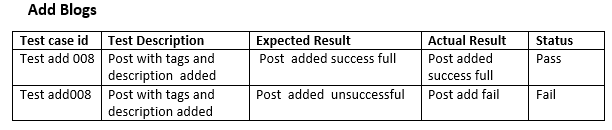 Add Blogs
Test case id Test Description Expected Result Actual Result Status
Test add 008 Post with tags and Post added success full Post added Pass
description added success full
Test add008 Post with tags and Post added unsuccessful Post add fail Fail
description added